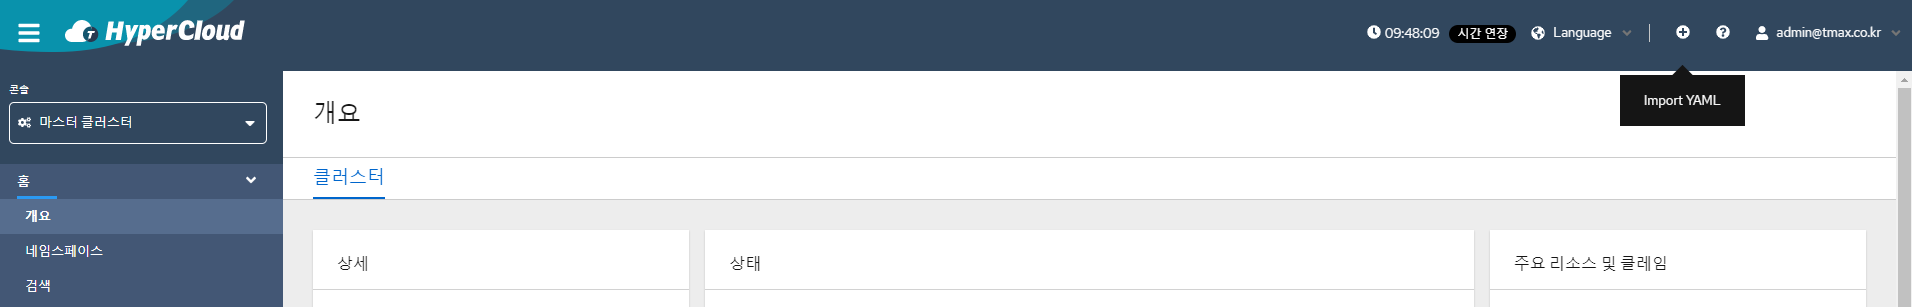 HyperCloud
09:48:09 시간 연장 Language admin@tmax.co.kr
Import YAML
콘솔
마스터 클러스터
홈
개요
네임스페이스
검색
개요
클러스터
상세
상태
주요 리소스 및 클레임